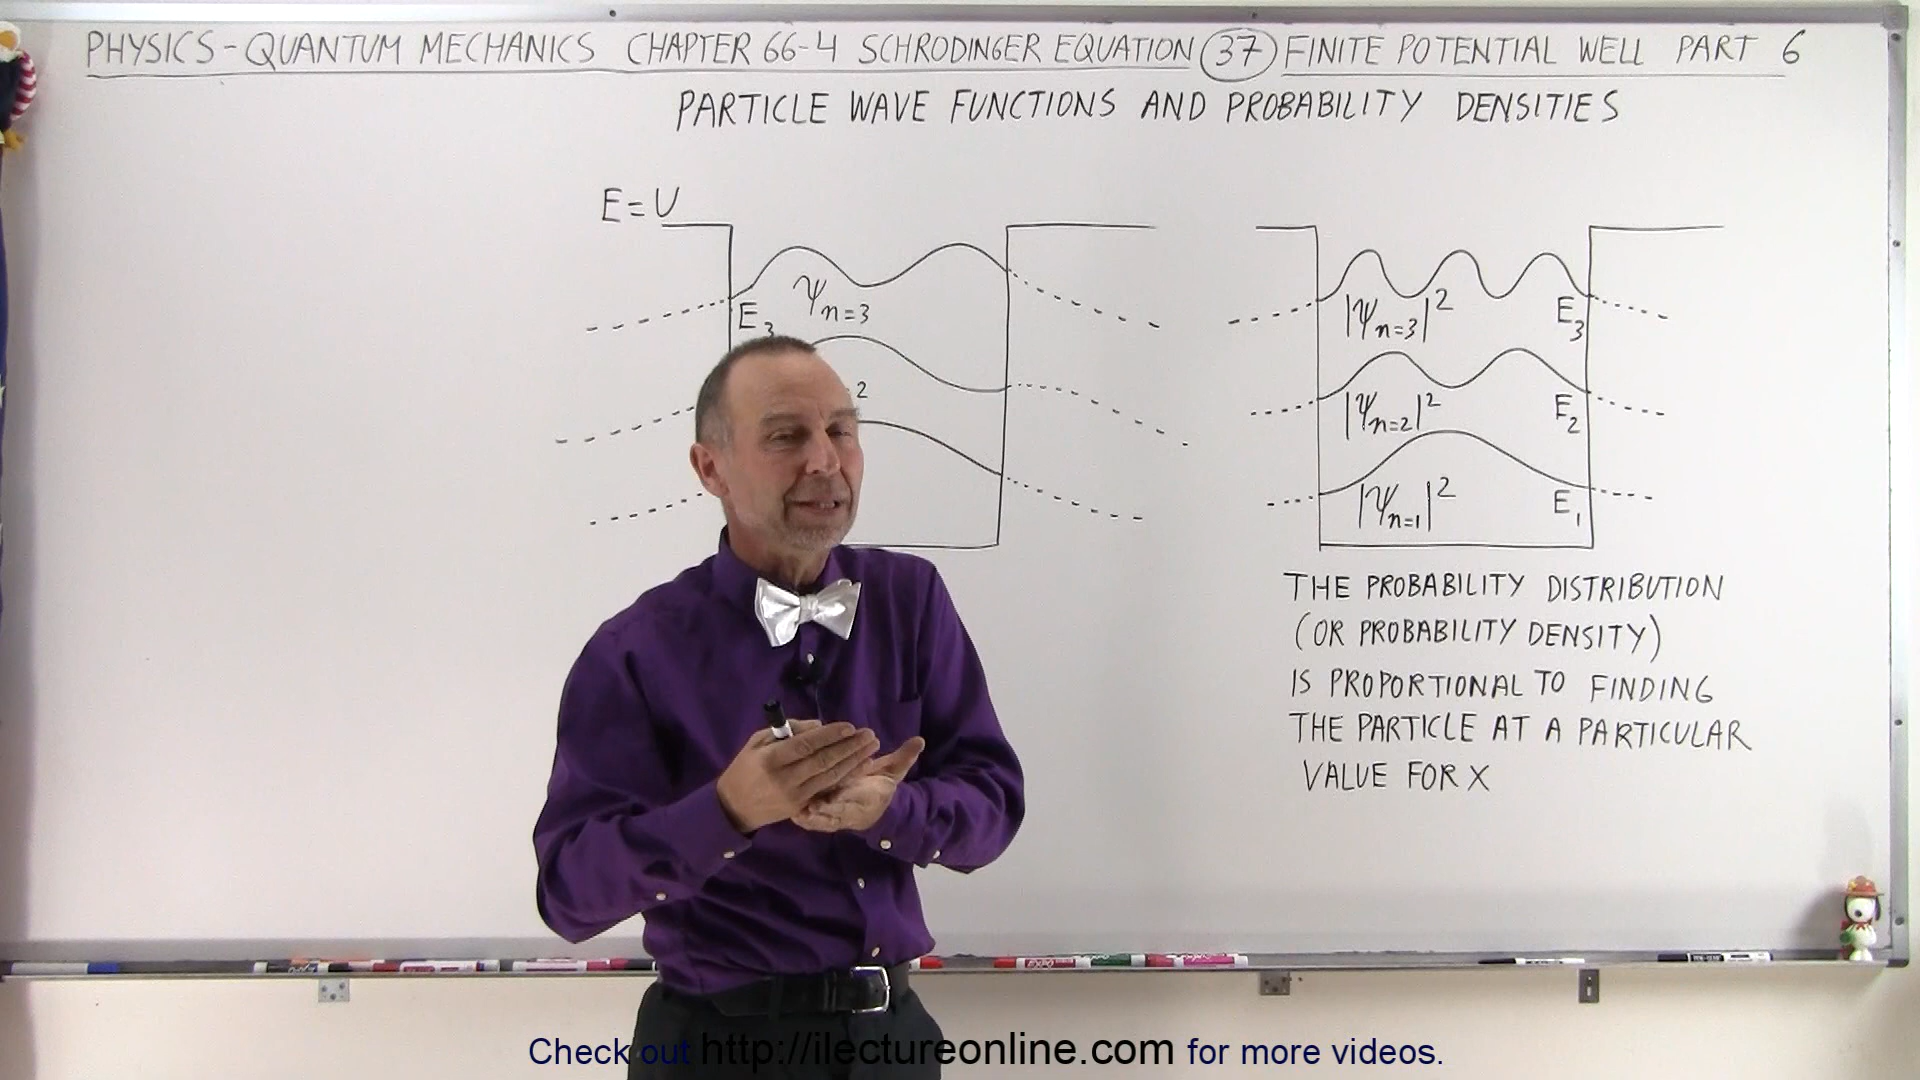 PHYSICS - QUANTUM MECHANICS CHAPTER 66-4 SCHRODINGER EQUATION 37 FINITE POTENTIAL WELL PART 6
PARTICLE WAVE FUNCTIONS AND PROBABILITY DENSITIES
E=U
ψn=3
E3
2
|ψn=3|² E3
|ψn=2|² E2
|ψn=1|² E1
THE PROBABILITY DISTRIBUTION
(OR PROBABILITY DENSITY)
IS PROPORTIONAL TO FINDING
THE PARTICLE AT A PARTICULAR
VALUE FOR X
Check out http://ilectureonline.com for more videos.